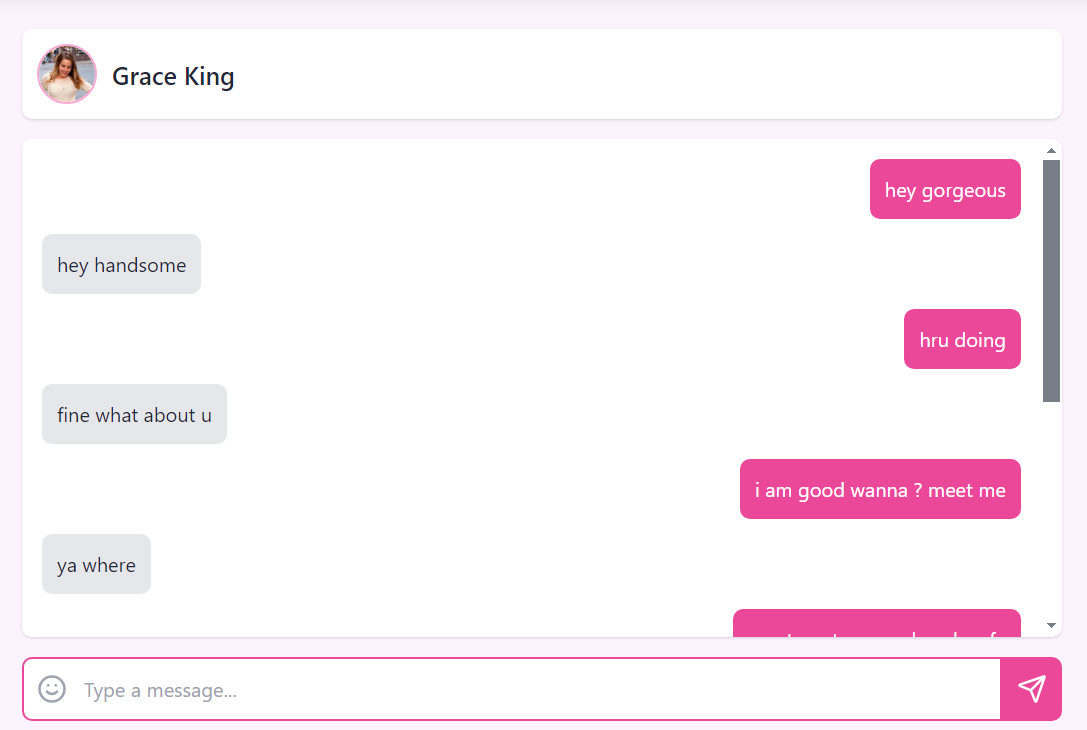 Grace King
hey gorgeous
hey handsome
hru doing
fine what about u
i am good wanna ? meet me
ya where
Type a message...